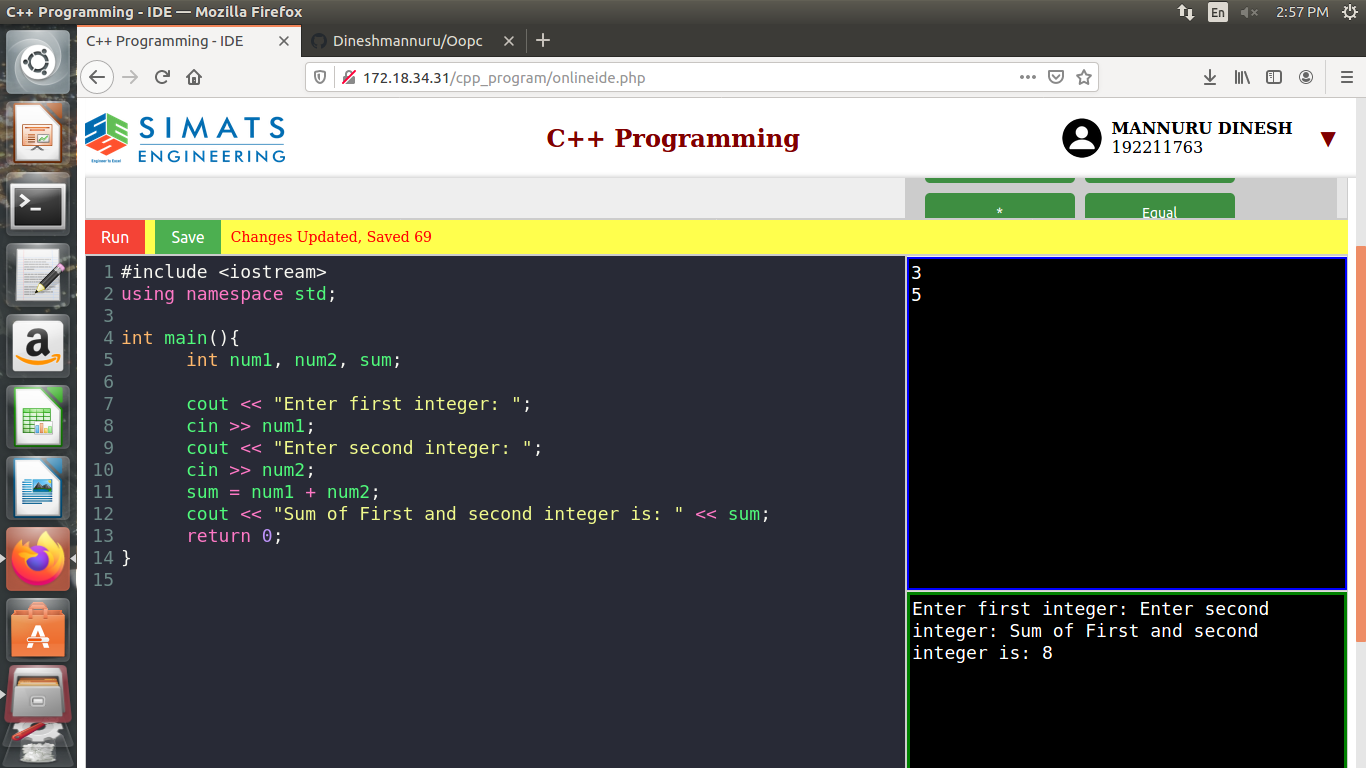 C++ Programming - IDE — Mozilla Firefox
En
2:57 PM
C++ Programming - IDE
Dineshmannuru/Oopc
172.18.34.31/cpp_program/onlineide.php
SIMATS
ENGINEERING
Engineer to Excel
C++ Programming
MANNURU DINESH
192211763
* Equal
Run
Save
Changes Updated, Saved 69
1 #include <iostream>
2 using namespace std;
3
4 int main(){
5 int num1, num2, sum;
6
7 cout << "Enter first integer: ";
8 cin >> num1;
9 cout << "Enter second integer: ";
10 cin >> num2;
11 sum = num1 + num2;
12 cout << "Sum of First and second integer is: " << sum;
13 return 0;
14 }
15
3
5
Enter first integer: Enter second
integer: Sum of First and second
integer is: 8